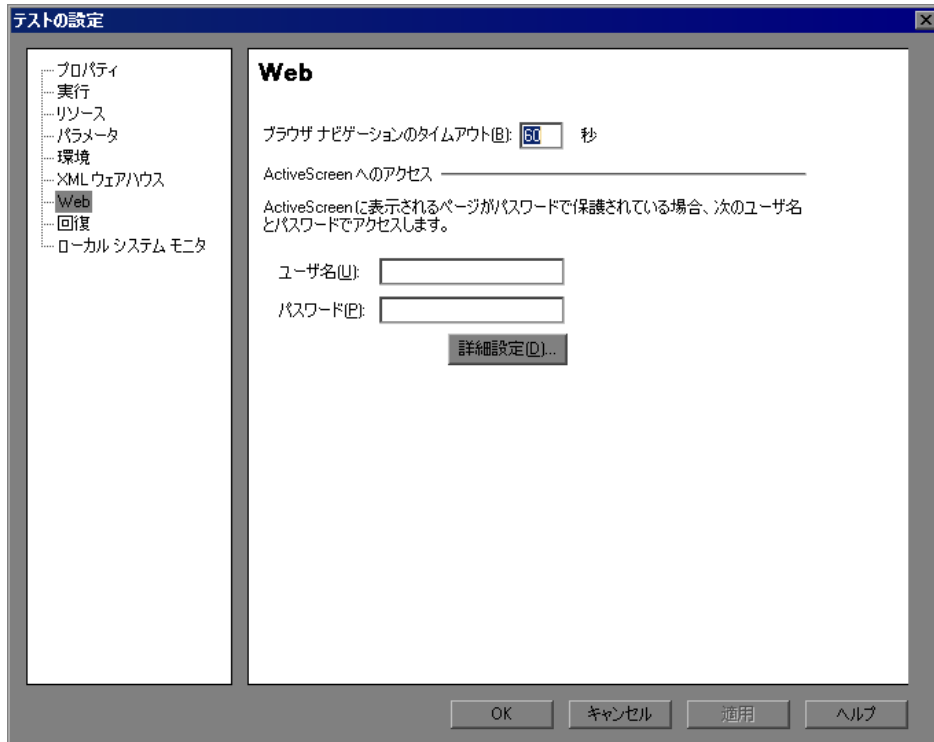 テストの設定
プロパティ
実行
リソース
パラメータ
環境
XML ウェアハウス
Web
回復
ローカル システム モニタ
Web
ブラウザ ナビゲーションのタイムアウト(B): 60 秒
ActiveScreen へのアクセス
ActiveScreen に表示されるページがパスワードで保護されている場合、次のユーザ名
とパスワードでアクセスします。
ユーザ名(U):
パスワード(P):
詳細設定(D)...
OK キャンセル 適用 ヘルプ